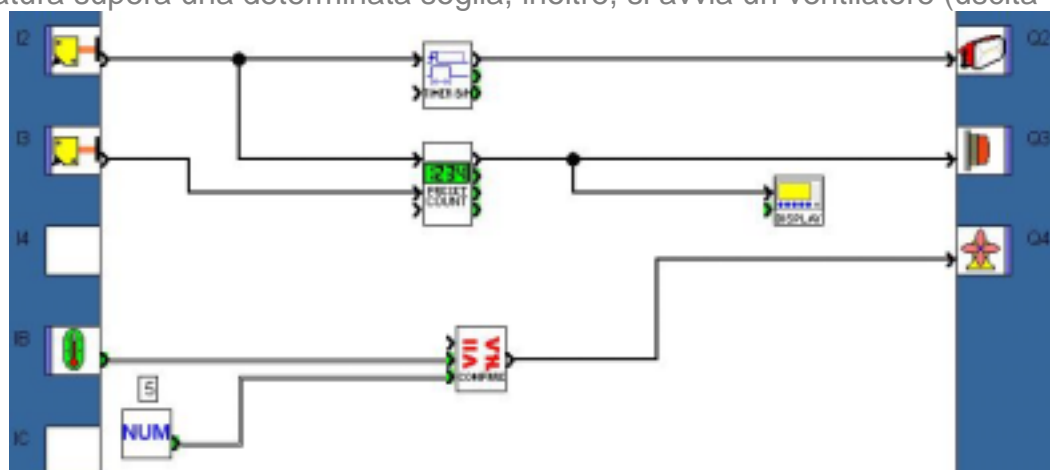 atura supera una determinata soglia, inoltre, si avvia un ventilatore (uscita
I2
Q2
TIMER B/H
I3
Q3
1234
PRESET
COUNT
DISPLAY
I4
Q4
IB
COMPARE
5
NUM
IC